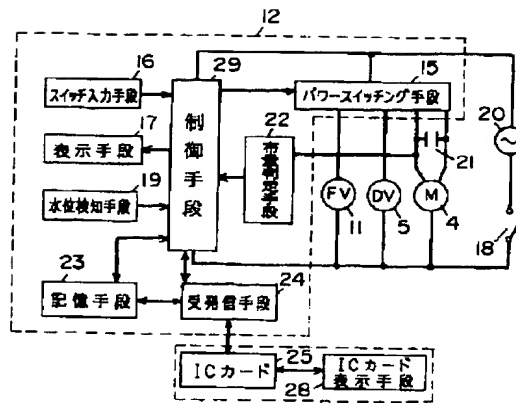 12
16
29
スイッチ入力手段
制御手段
15
パワースイッチング手段
17
表示手段
22
布量判定手段
20
21
19
水位検知手段
FV
DV
M
11
5
4
18
23
記憶手段
24
受発信手段
25
ICカード
28
ICカード
表示手段